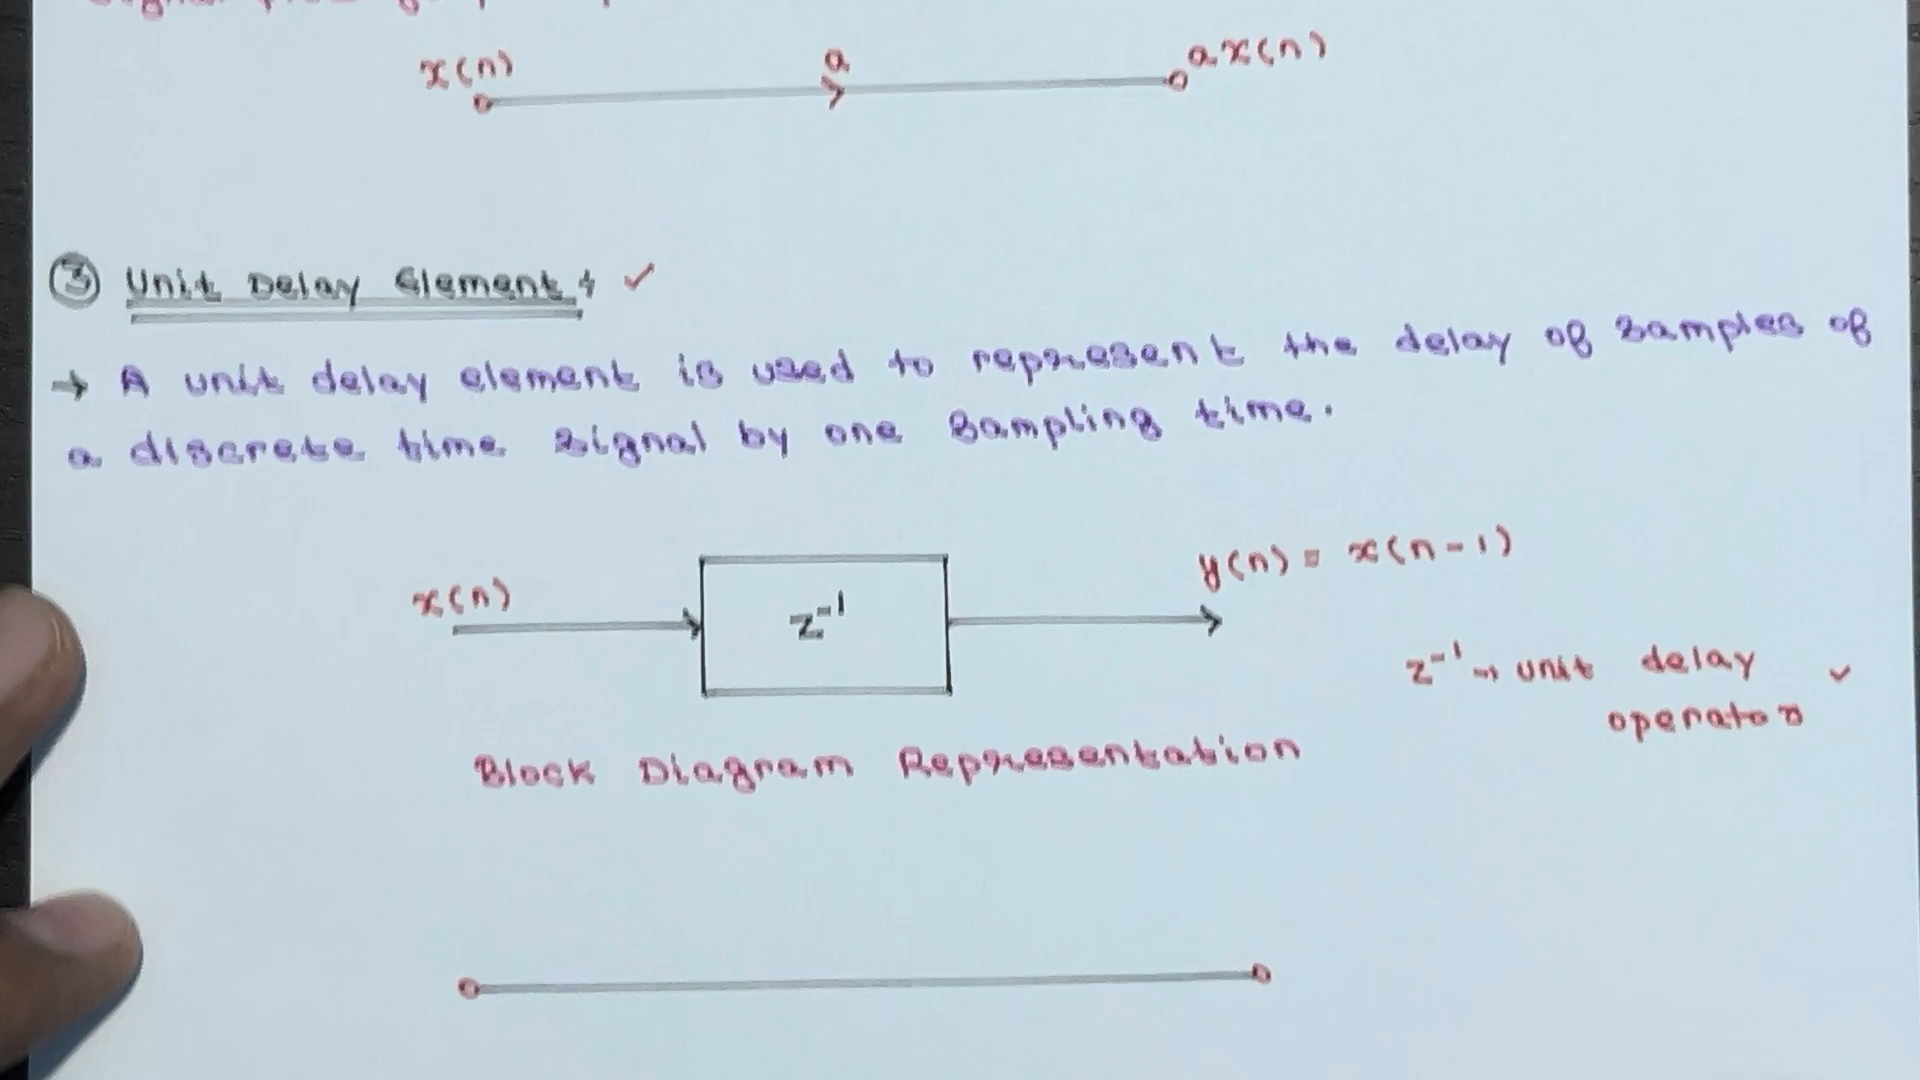 x(n)
a
ax(n)
③ Unit Delay Element :
→ A unit delay element is used to represent the delay of samples of
a discrete time signal by one sampling time.
x(n)
z⁻¹
y(n) = x(n-1)
z⁻¹ → unit delay
operator
Block Diagram Representation